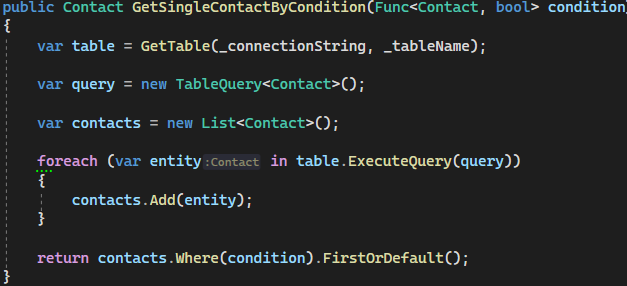 public Contact GetSingleContactByCondition(Func<Contact, bool> condition)
{
var table = GetTable(_connectionString, _tableName);
var query = new TableQuery<Contact>();
var contacts = new List<Contact>();
foreach (var entity:Contact in table.ExecuteQuery(query))
{
contacts.Add(entity);
}
return contacts.Where(condition).FirstOrDefault();
}